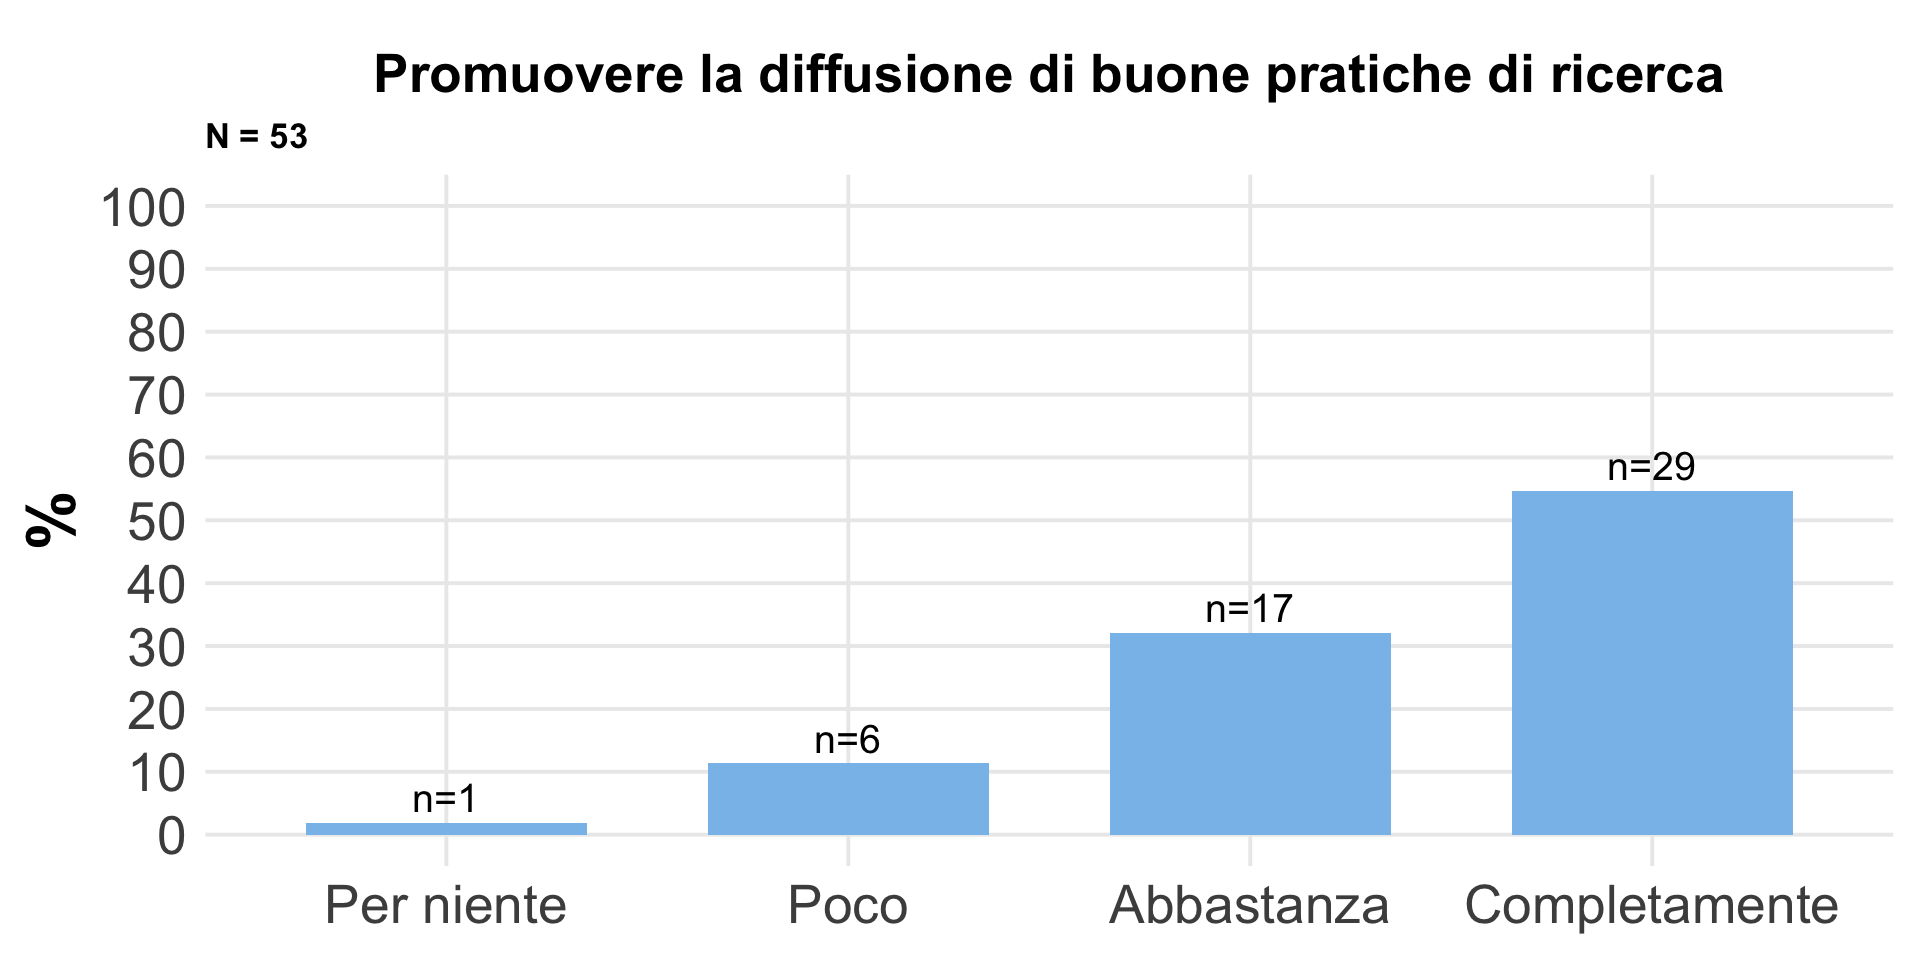 Promuovere la diffusione di buone pratiche di ricerca
N = 53
%
100
90
80
70
60
50
40
30
20
10
0
n=1
n=6
n=17
n=29
Per niente
Poco
Abbastanza
Completamente